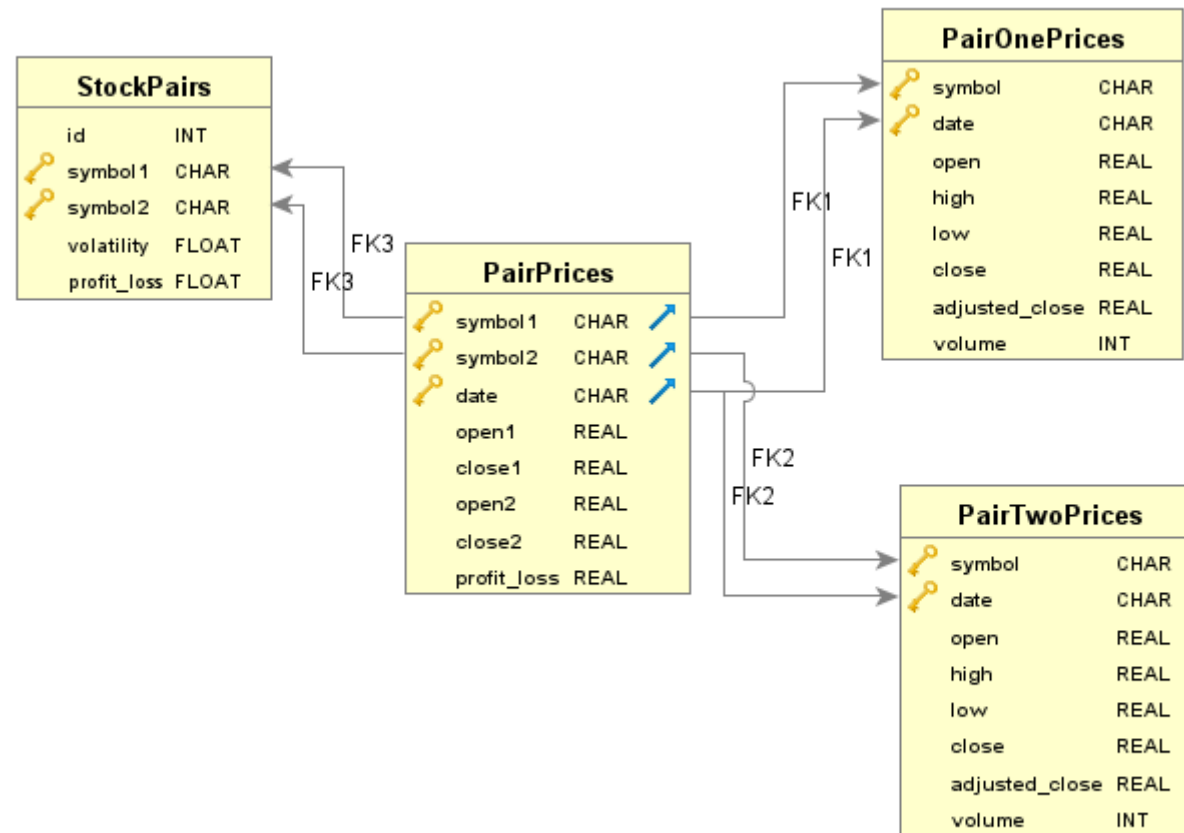 StockPairs
id INT
symbol1 CHAR
symbol2 CHAR
volatility FLOAT
profit_loss FLOAT
FK3
FK3
PairPrices
symbol1 CHAR
symbol2 CHAR
date CHAR
open1 REAL
close1 REAL
open2 REAL
close2 REAL
profit_loss REAL
FK1
FK1
FK2
FK2
PairOnePrices
symbol CHAR
date CHAR
open REAL
high REAL
low REAL
close REAL
adjusted_close REAL
volume INT
PairTwoPrices
symbol CHAR
date CHAR
open REAL
high REAL
low REAL
close REAL
adjusted_close REAL
volume INT